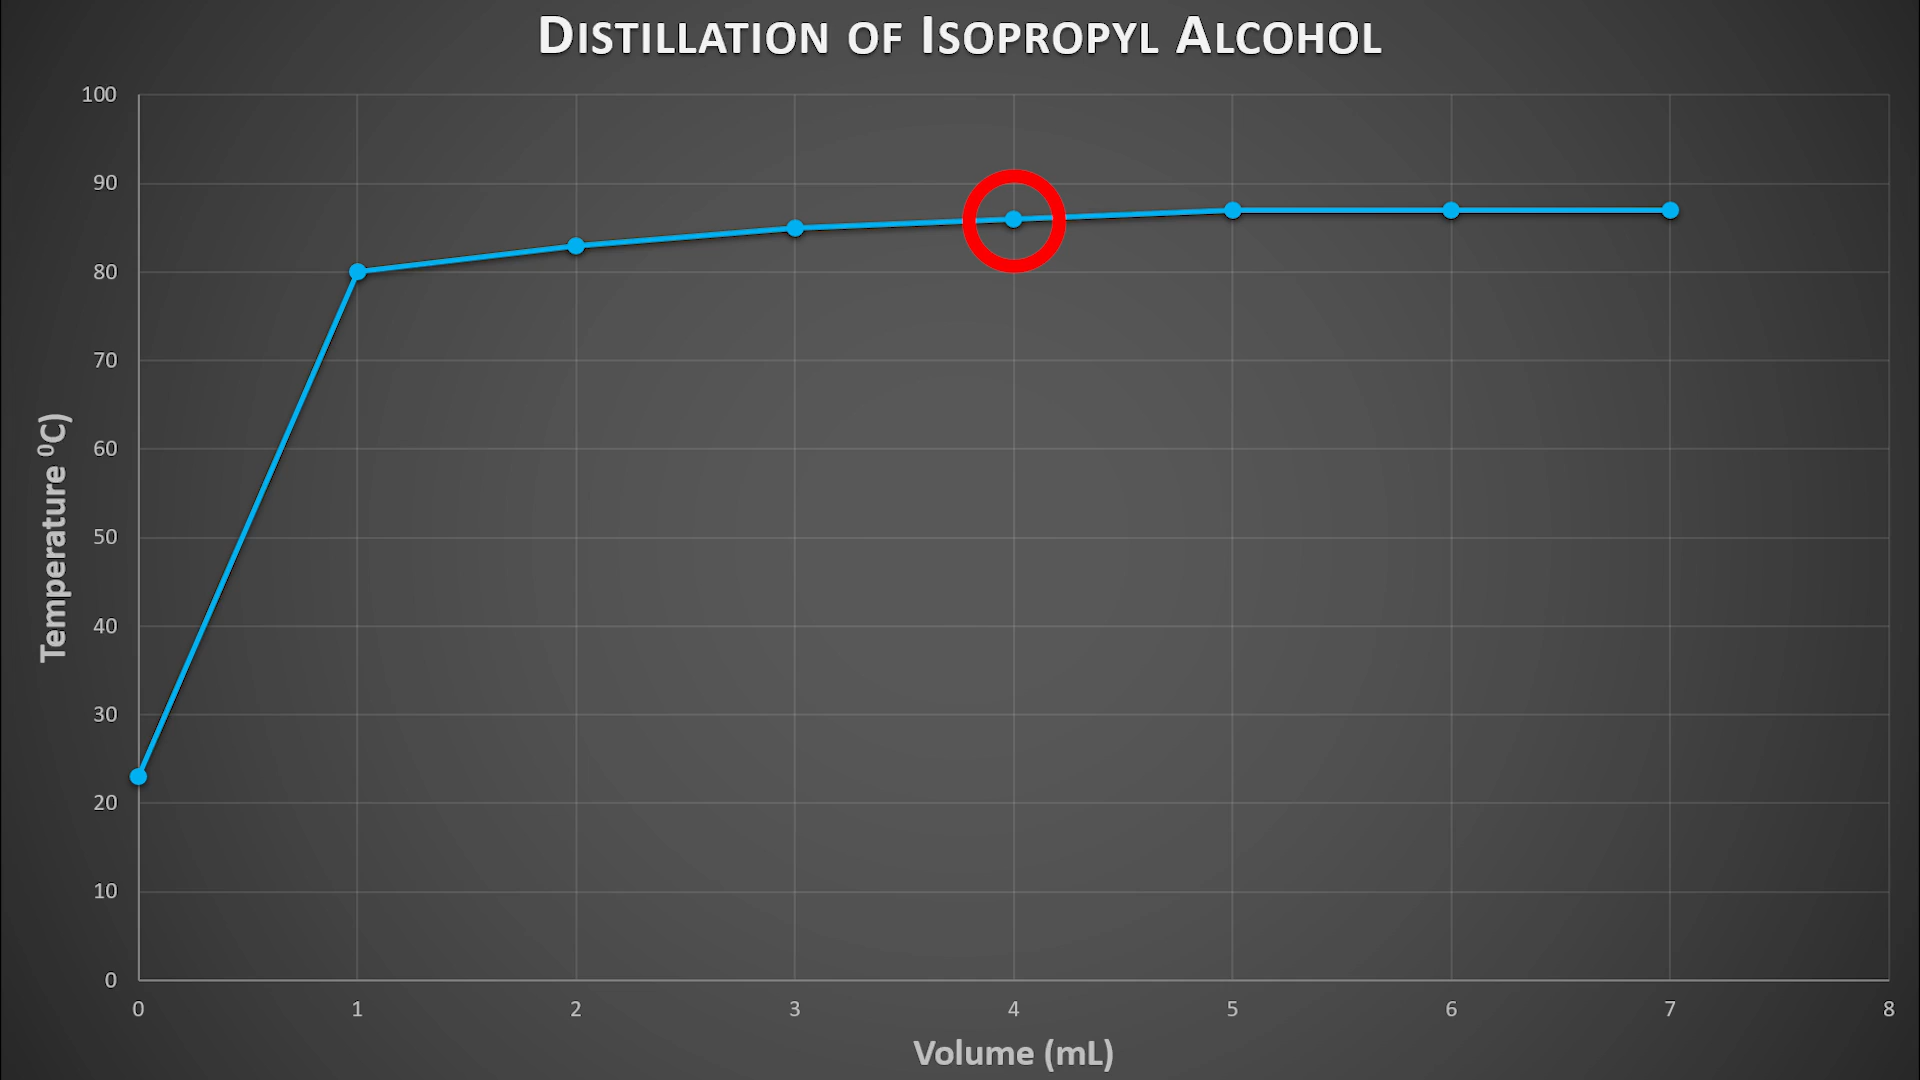 DISTILLATION OF ISOPROPYL ALCOHOL
100
90
80
70
60
50
40
30
20
10
0
Temperature ⁰C)
0 1 2 3 4 5 6 7 8
Volume (mL)